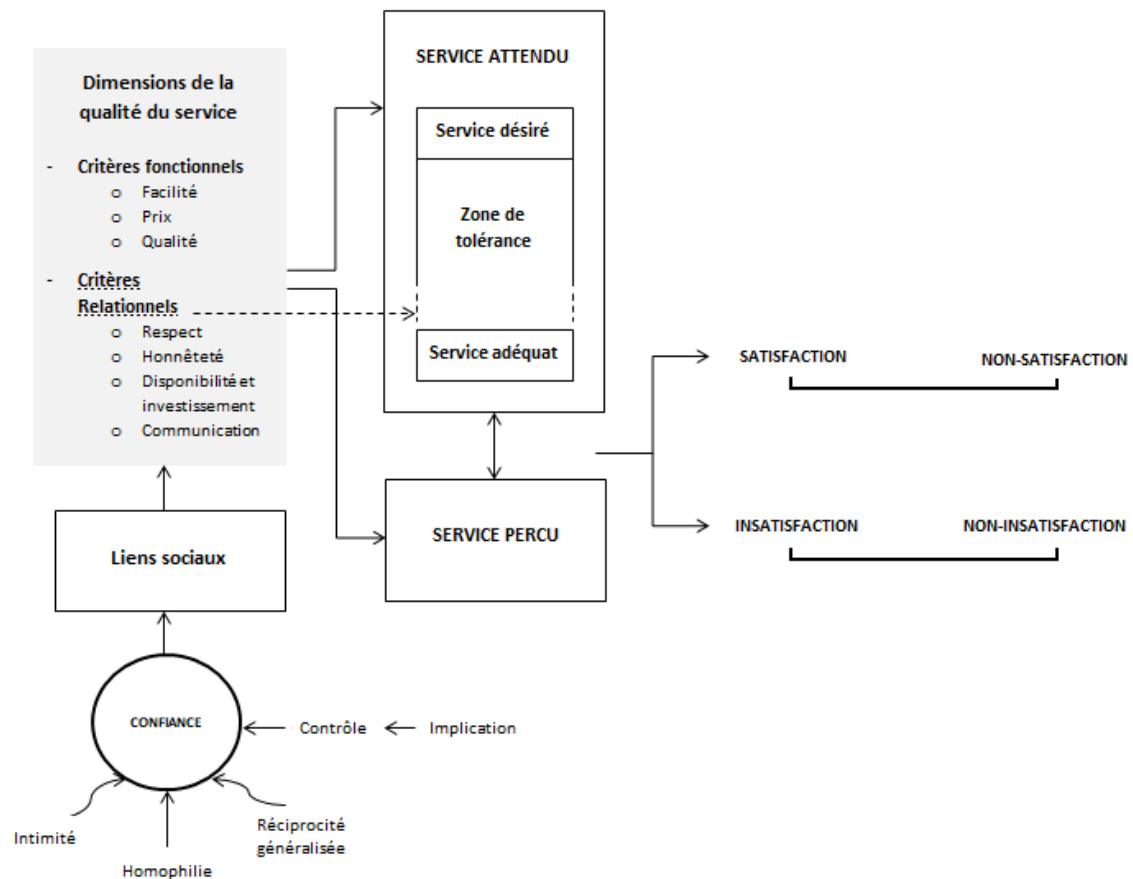 Dimensions de la
qualité du service
- Critères fonctionnels
o Facilité
o Prix
o Qualité
- Critères
Relationnels
o Respect
o Honnêteté
o Disponibilité et
investissement
o Communication
Liens sociaux
CONFIANCE
Contrôle
Implication
Intimité
Homophilie
Réciprocité
généralisée
SERVICE ATTENDU
Service désiré
Zone de
tolérance
Service adéquat
SERVICE PERCU
SATISFACTION
NON-SATISFACTION
INSATISFACTION
NON-INSATISFACTION